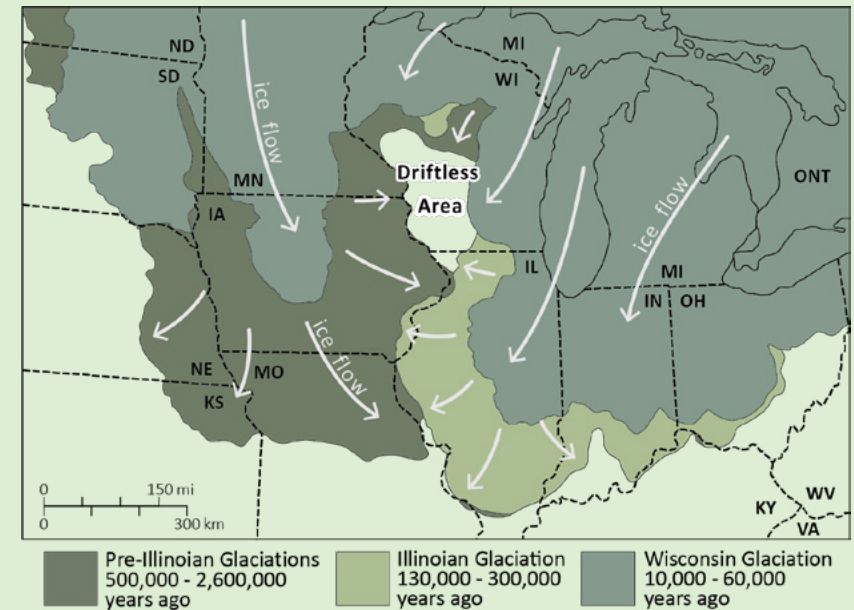 ND
MI
SD
WI
ice flow
Driftless
Area
MN
ONT
IA
ice flow
IL
MI
IN
OH
ice flow
NE
MO
KS
0
150 mi
0
300 km
KY
WV
VA
Pre-Illinoian Glaciations
500,000 - 2,600,000
years ago
Illinoian Glaciation
130,000 - 300,000
years ago
Wisconsin Glaciation
10,000 - 60,000
years ago